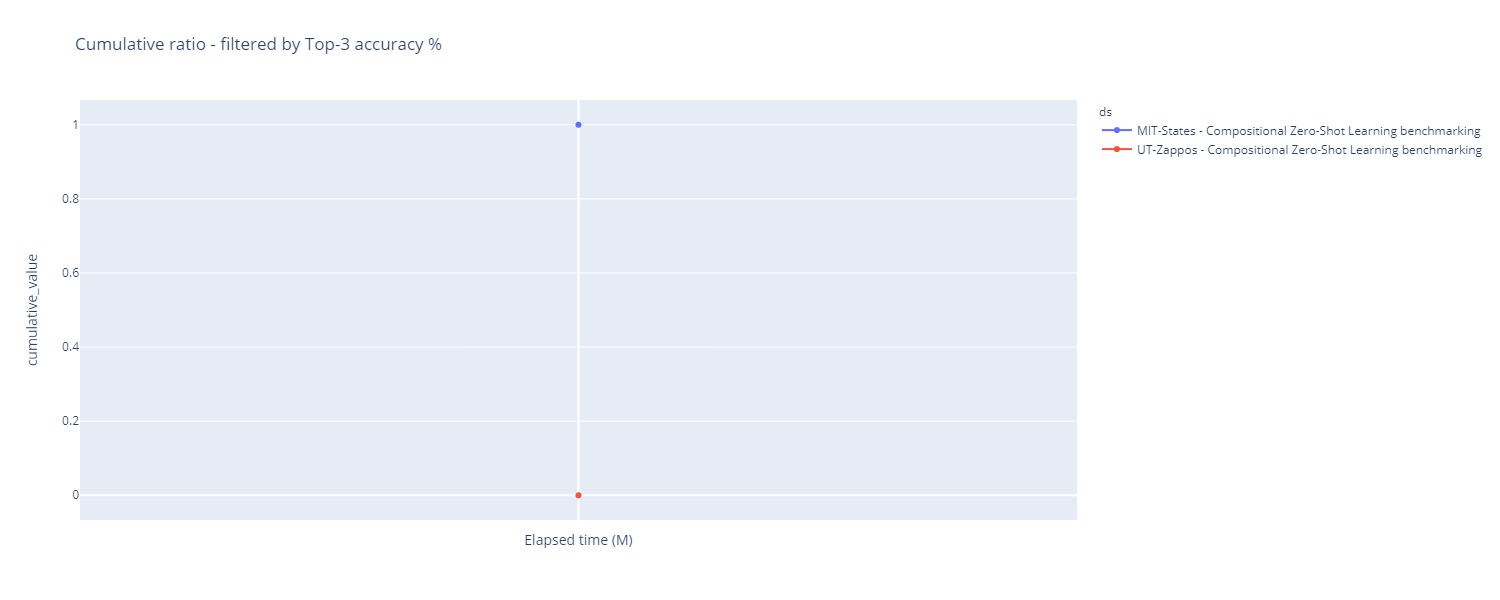 Cumulative ratio - filtered by Top-3 accuracy %
ds
MIT-States - Compositional Zero-Shot Learning benchmarking
UT-Zappos - Compositional Zero-Shot Learning benchmarking
cumulative_value
1
0.8
0.6
0.4
0.2
0
Elapsed time (M)